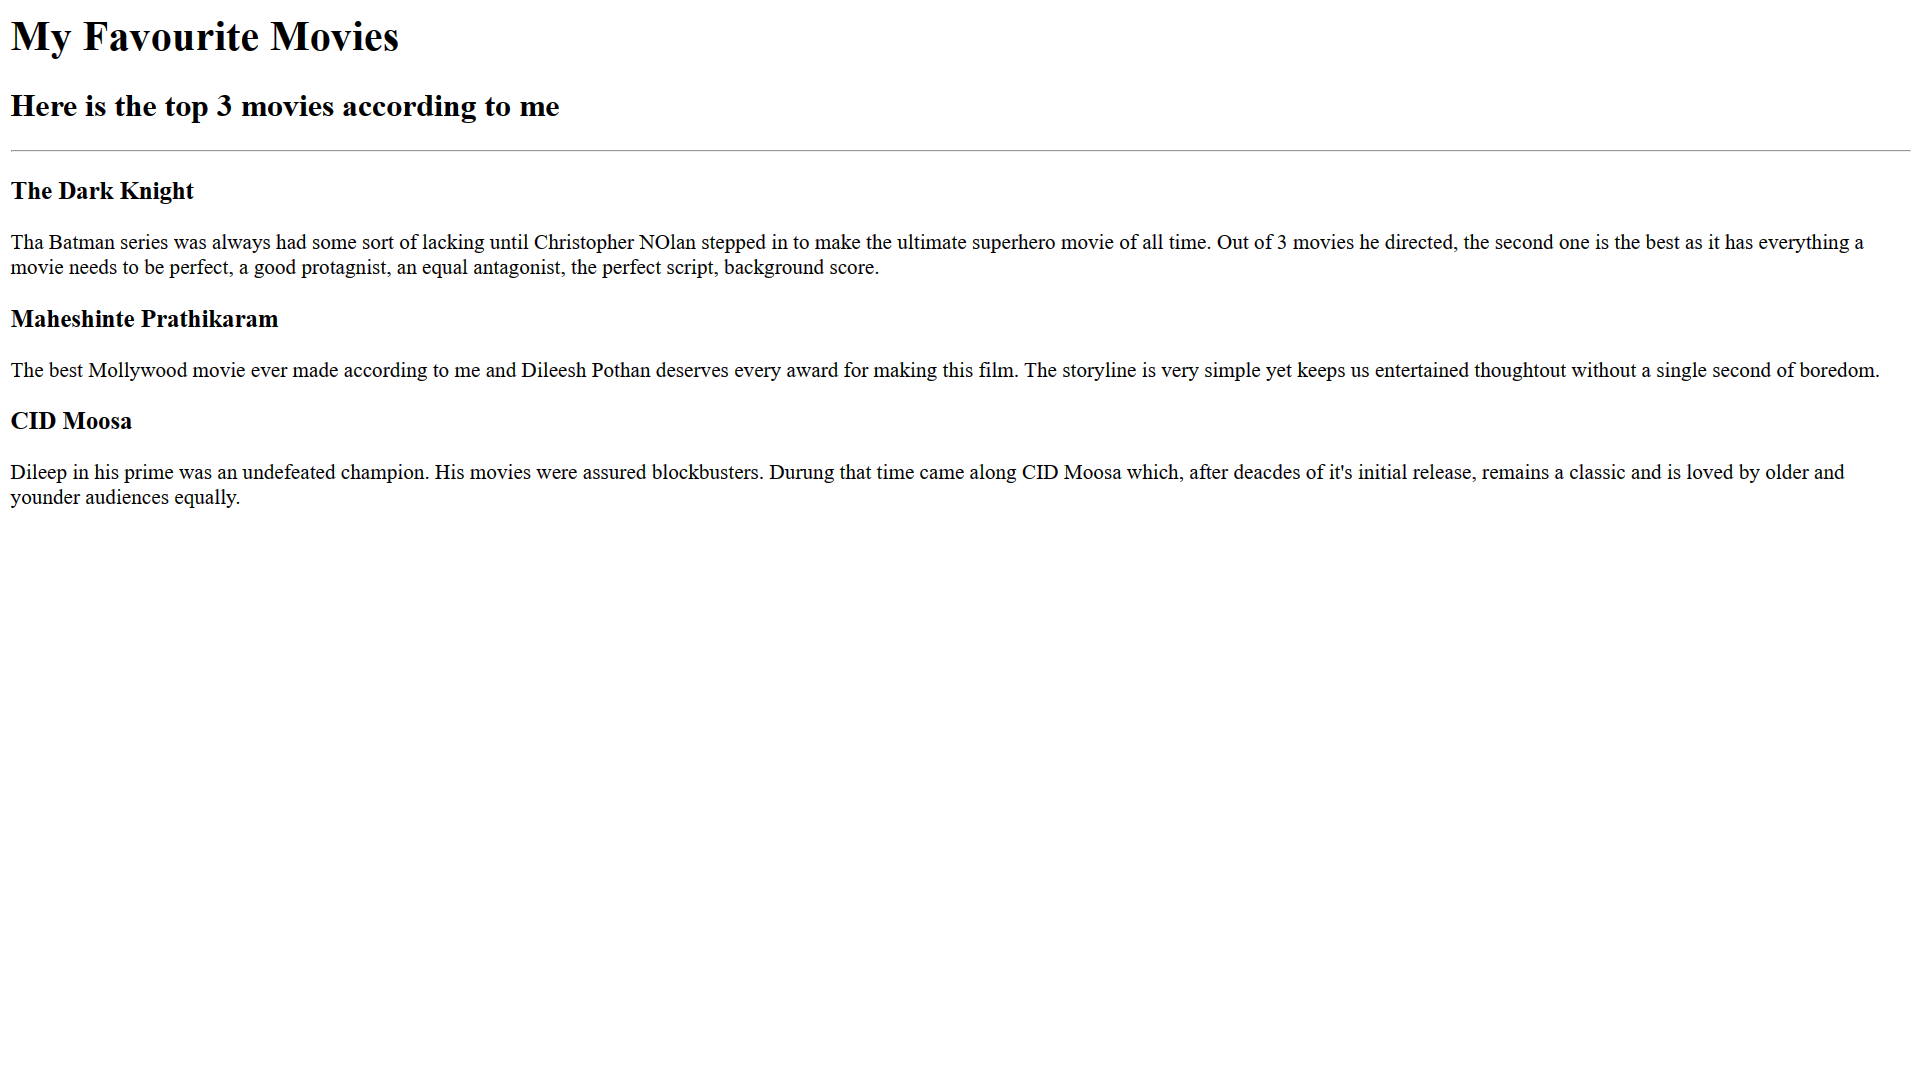 My Favourite Movies
Here is the top 3 movies according to me
The Dark Knight
Tha Batman series was always had some sort of lacking until Christopher NOlan stepped in to make the ultimate superhero movie of all time. Out of 3 movies he directed, the second one is the best as it has everything a
movie needs to be perfect, a good protagnist, an equal antagonist, the perfect script, background score.
Maheshinte Prathikaram
The best Mollywood movie ever made according to me and Dileesh Pothan deserves every award for making this film. The storyline is very simple yet keeps us entertained thoughtout without a single second of boredom.
CID Moosa
Dileep in his prime was an undefeated champion. His movies were assured blockbusters. Durung that time came along CID Moosa which, after deacdes of it's initial release, remains a classic and is loved by older and
younder audiences equally.